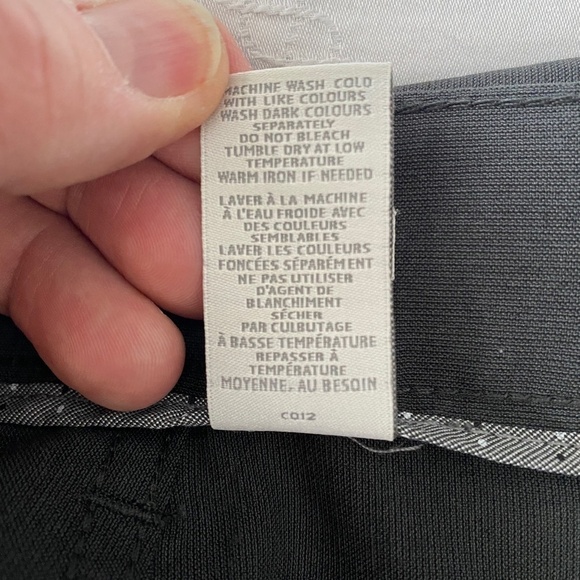 MACHINE WASH COLD
WITH LIKE COLOURS
WASH DARK COLOURS
SEPARATELY
DO NOT BLEACH
TUMBLE DRY AT LOW
TEMPERATURE
WARM IRON IF NEEDED
LAVER À LA MACHINE
À L'EAU FROIDE AVEC
DES COULEURS
SEMBLABLES
LAVER LES COULEURS
FONCÉES SÉPARÉMENT
NE PAS UTILISER
D'AGENT DE
BLANCHIMENT
SÉCHER
PAR CULBUTAGE
À BASSE TEMPÉRATURE
REPASSER À
TEMPÉRATURE
MOYENNE, AU BESOIN
C012